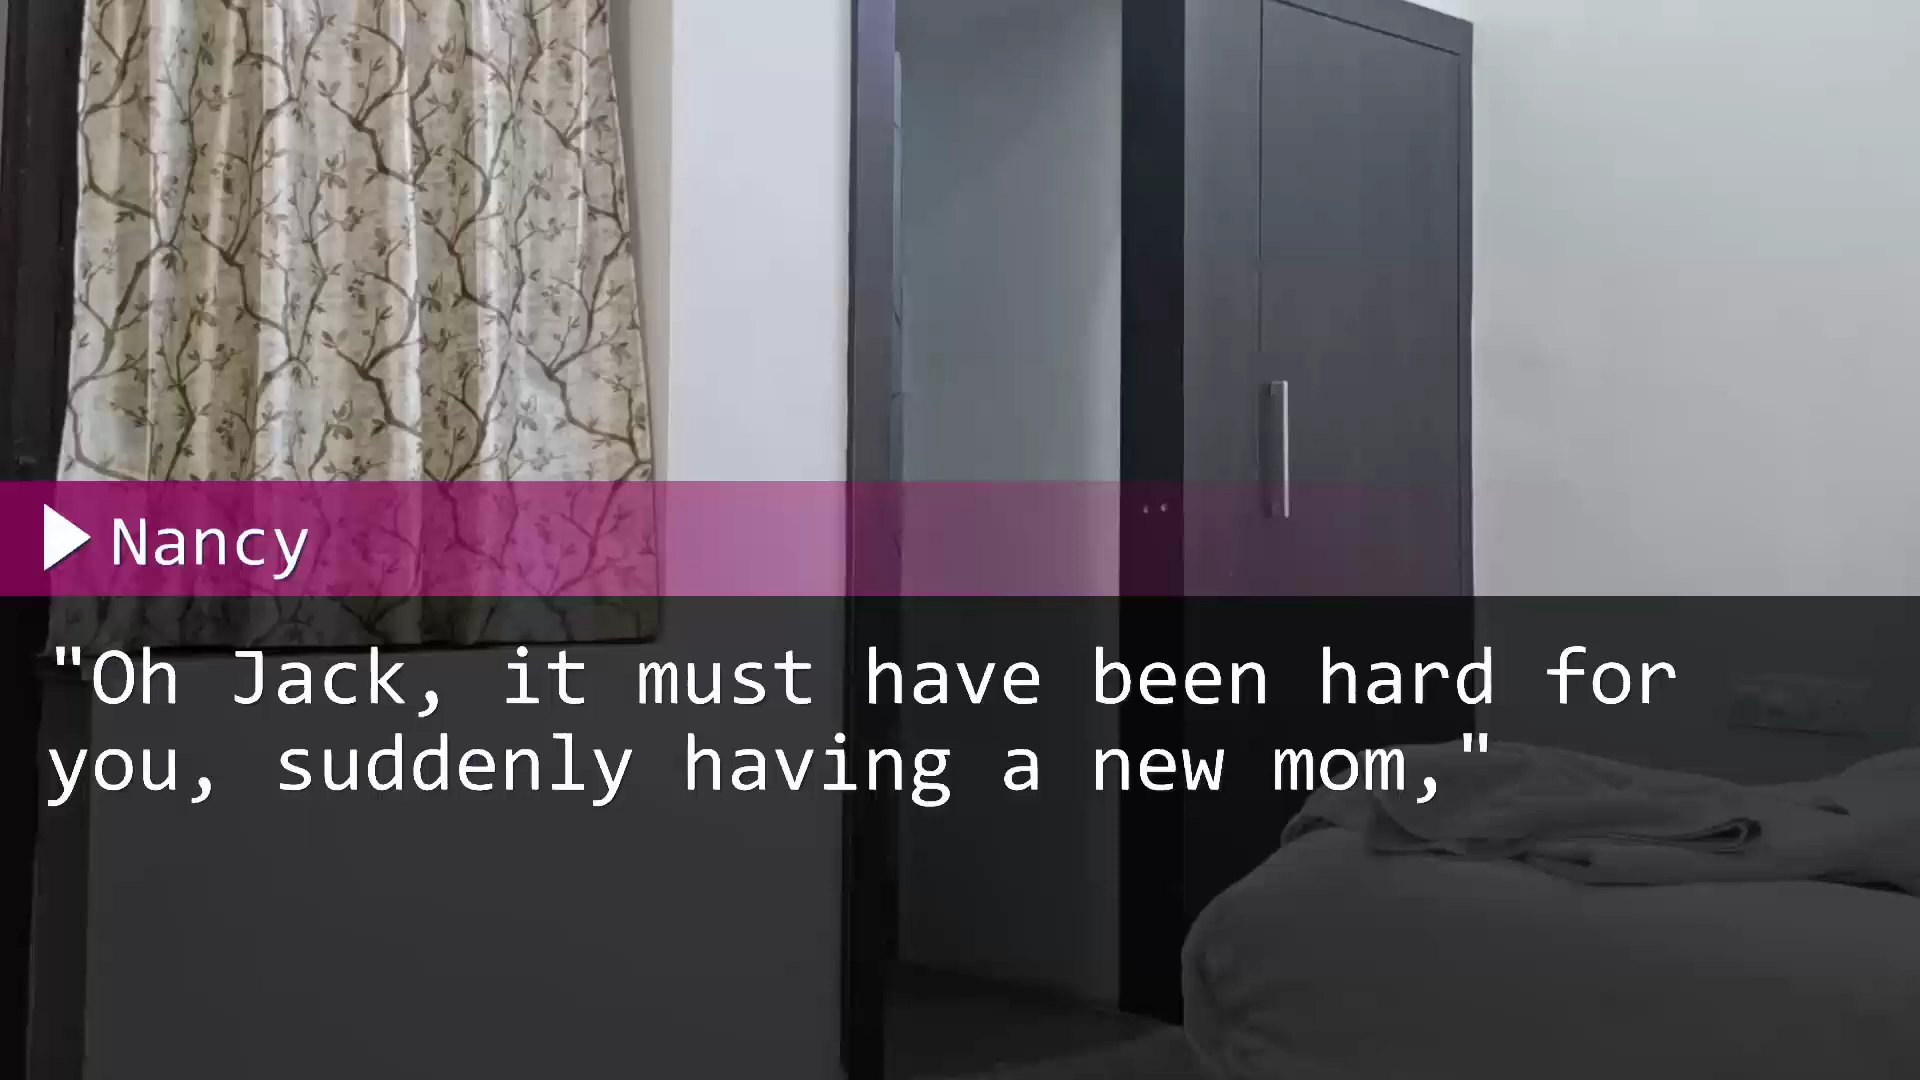 Nancy
"Oh Jack, it must have been hard for
you, suddenly having a new mom,"